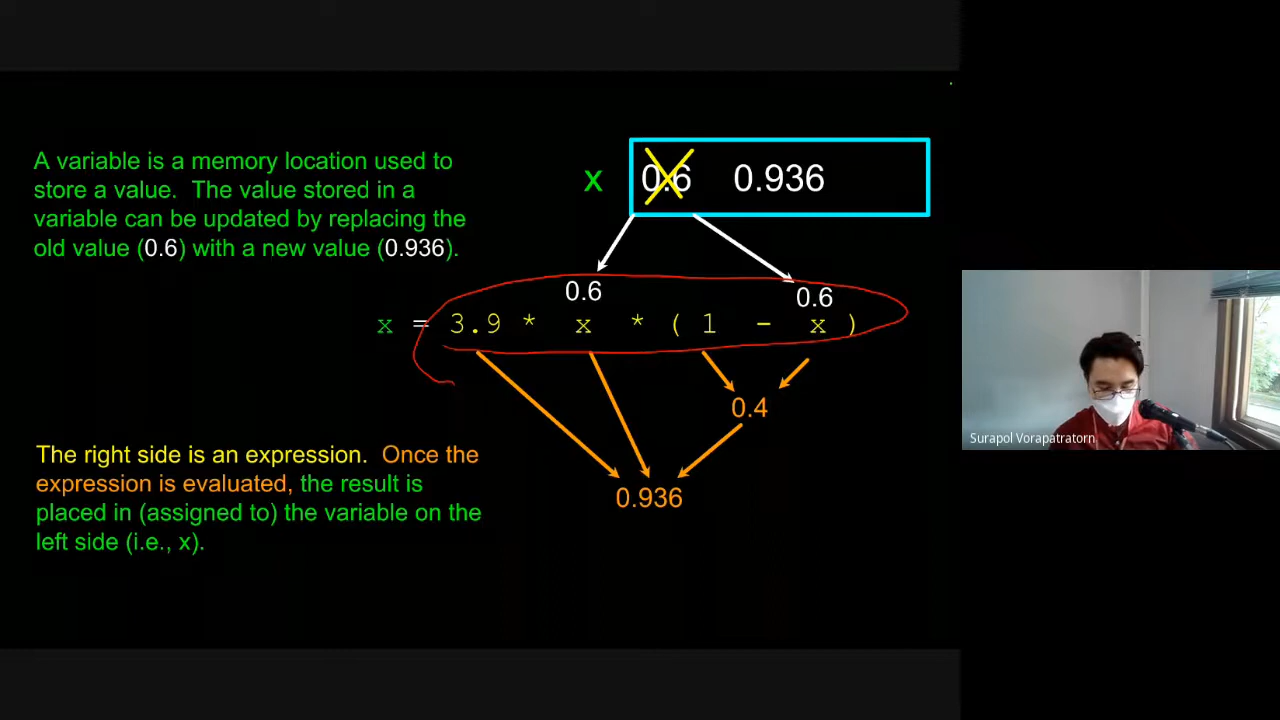 A variable is a memory location used to
store a value.  The value stored in a
variable can be updated by replacing the
old value (0.6) with a new value (0.936).
x 0.6 0.936
0.6 0.6
x = 3.9 * x * ( 1 - x )
0.4
0.936
The right side is an expression.  Once the
expression is evaluated, the result is
placed in (assigned to) the variable on the
left side (i.e., x).
Surapol Vorapatratorn